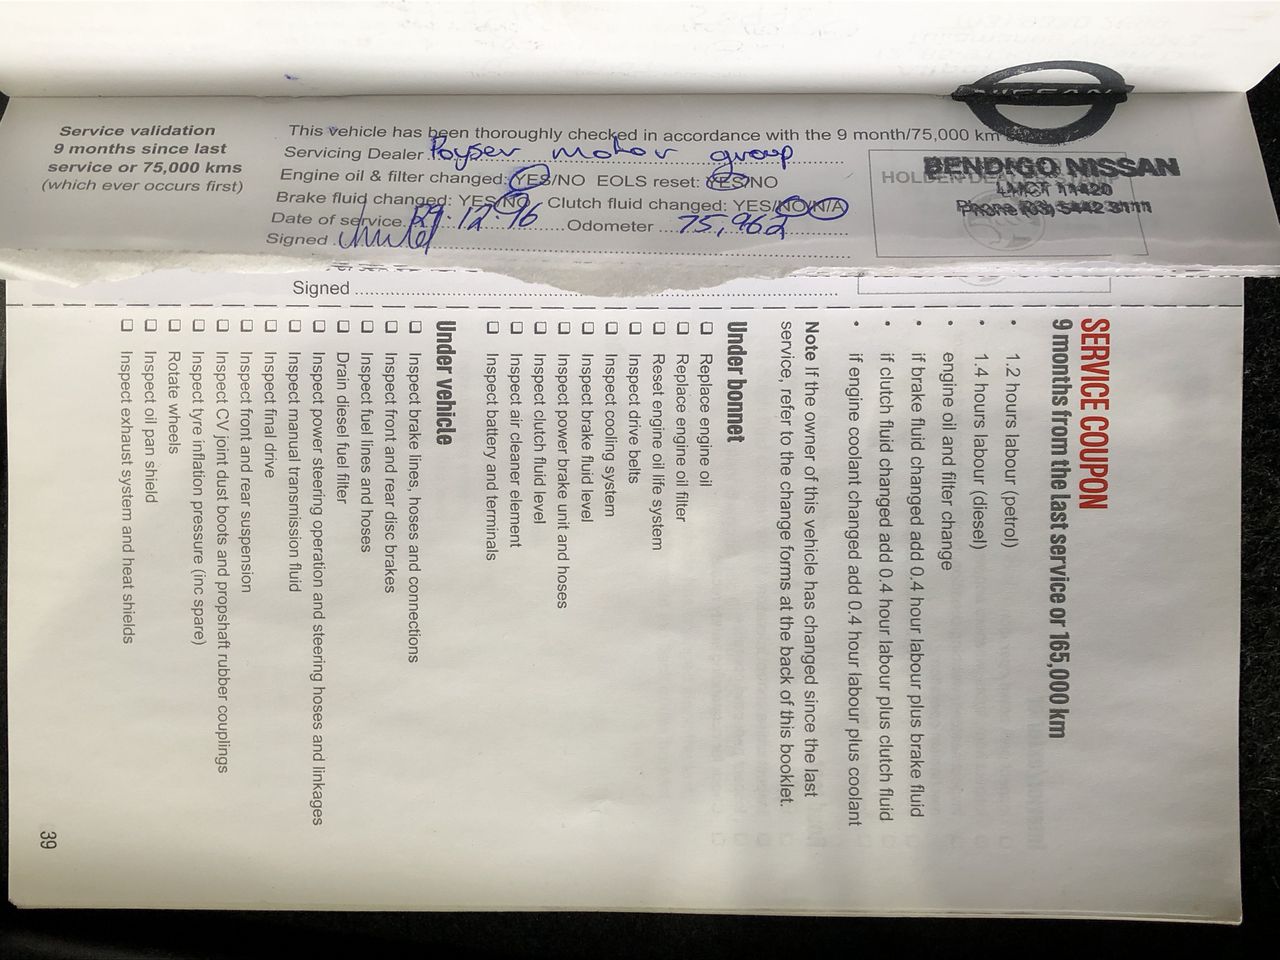 Service validation
9 months since last
service or 75,000 kms
(which ever occurs first)
This vehicle has been thoroughly checked in accordance with the 9 month/75,000 km
Servicing Dealer Poyser motor group
Engine oil & filter changed: YES/NO EOLS reset: YES/NO
Brake fluid changed: YES/NO Clutch fluid changed: YES/NO/N/A
Date of service 29.12.96 Odometer 75,962
Signed
NISSAN
BENDIGO NISSAN
LMCT 11420
Phone (03) 5442 3111
Signed
SERVICE COUPON
9 months from the last service or 165,000 km
• 1.2 hours labour (petrol)
• 1.4 hours labour (diesel)
• engine oil and filter change
• if brake fluid changed add 0.4 hour labour plus brake fluid
• if clutch fluid changed add 0.4 hour labour plus clutch fluid
• if engine coolant changed add 0.4 hour labour plus coolant
Note If the owner of this vehicle has changed since the last
service, refer to the change forms at the back of this booklet.
Under bonnet
❑ Replace engine oil
❑ Replace engine oil filter
❑ Reset engine oil life system
❑ Inspect drive belts
❑ Inspect cooling system
❑ Inspect brake fluid level
❑ Inspect power brake unit and hoses
❑ Inspect clutch fluid level
❑ Inspect air cleaner element
❑ Inspect battery and terminals
Under vehicle
❑ Inspect brake lines, hoses and connections
❑ Inspect front and rear disc brakes
❑ Inspect fuel lines and hoses
❑ Drain diesel fuel filter
❑ Inspect power steering operation and steering hoses and linkages
❑ Inspect manual transmission fluid
❑ Inspect final drive
❑ Inspect front and rear suspension
❑ Inspect CV joint dust boots and propshaft rubber couplings
❑ Inspect tyre inflation pressure (inc spare)
❑ Rotate wheels
❑ Inspect oil pan shield
❑ Inspect exhaust system and heat shields
39